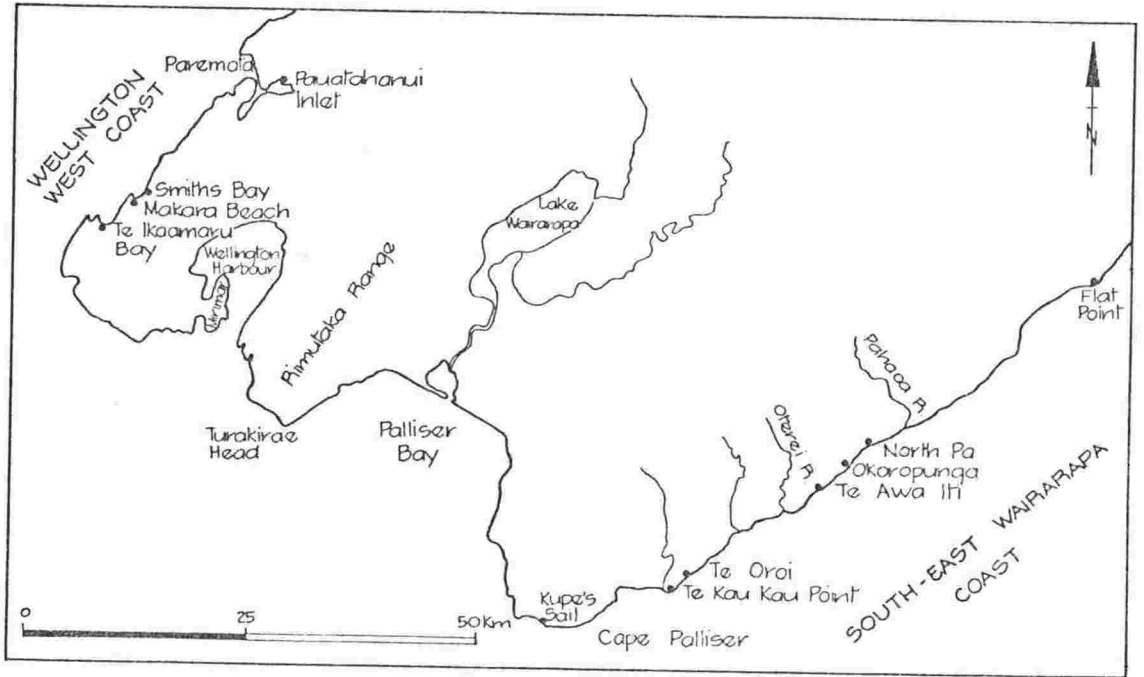 Paremata
Pauatahanui
Inlet
WELLINGTON
WEST COAST
N
Smiths Bay
Makara Beach
Te Ikaamaru
Bay
Wellington
Harbour
Miramar
Rimutaka Range
Lake
Wairarapa
Flat
Point
Pahaoa R.
Oterei R.
Turakirae
Head
Palliser
Bay
North Pa
Okoropunga
Te Awa Iti
Te Oroi
Te Kau Kau Point
Kupe's
Sail
Cape Palliser
SOUTH-EAST WAIRARAPA
COAST
0
25
50 Km